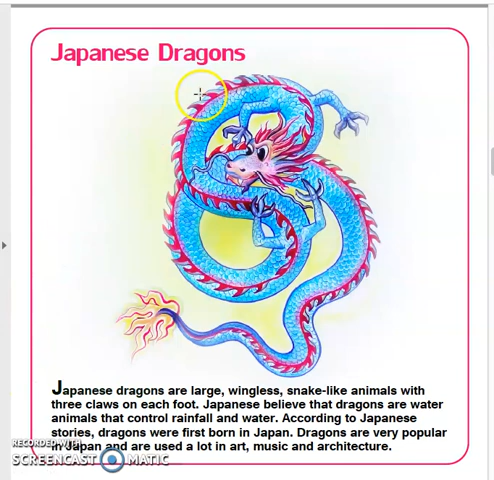 Japanese Dragons
Japanese dragons are large, wingless, snake-like animals with
three claws on each foot. Japanese believe that dragons are water
animals that control rainfall and water. According to Japanese
stories, dragons were first born in Japan. Dragons are very popular
in Japan and are used a lot in art, music and architecture.
RECORDED WITH
SCREENCAST MATIC